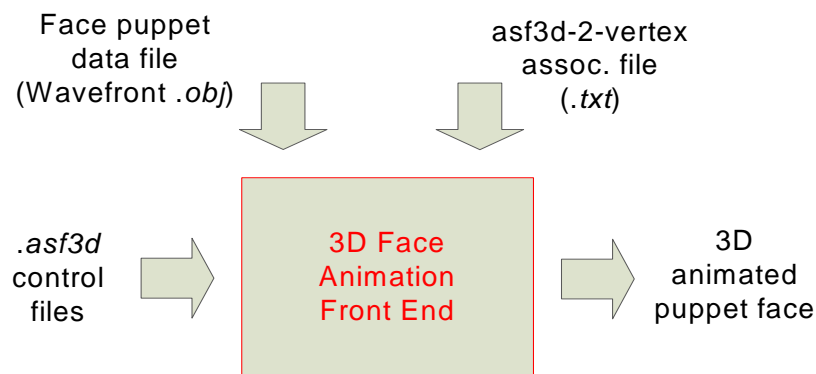 Face puppet
data file
(Wavefront .obj)
asf3d-2-vertex
assoc. file
(.txt)
.asf3d
control
files
3D Face
Animation
Front End
3D
animated
puppet face